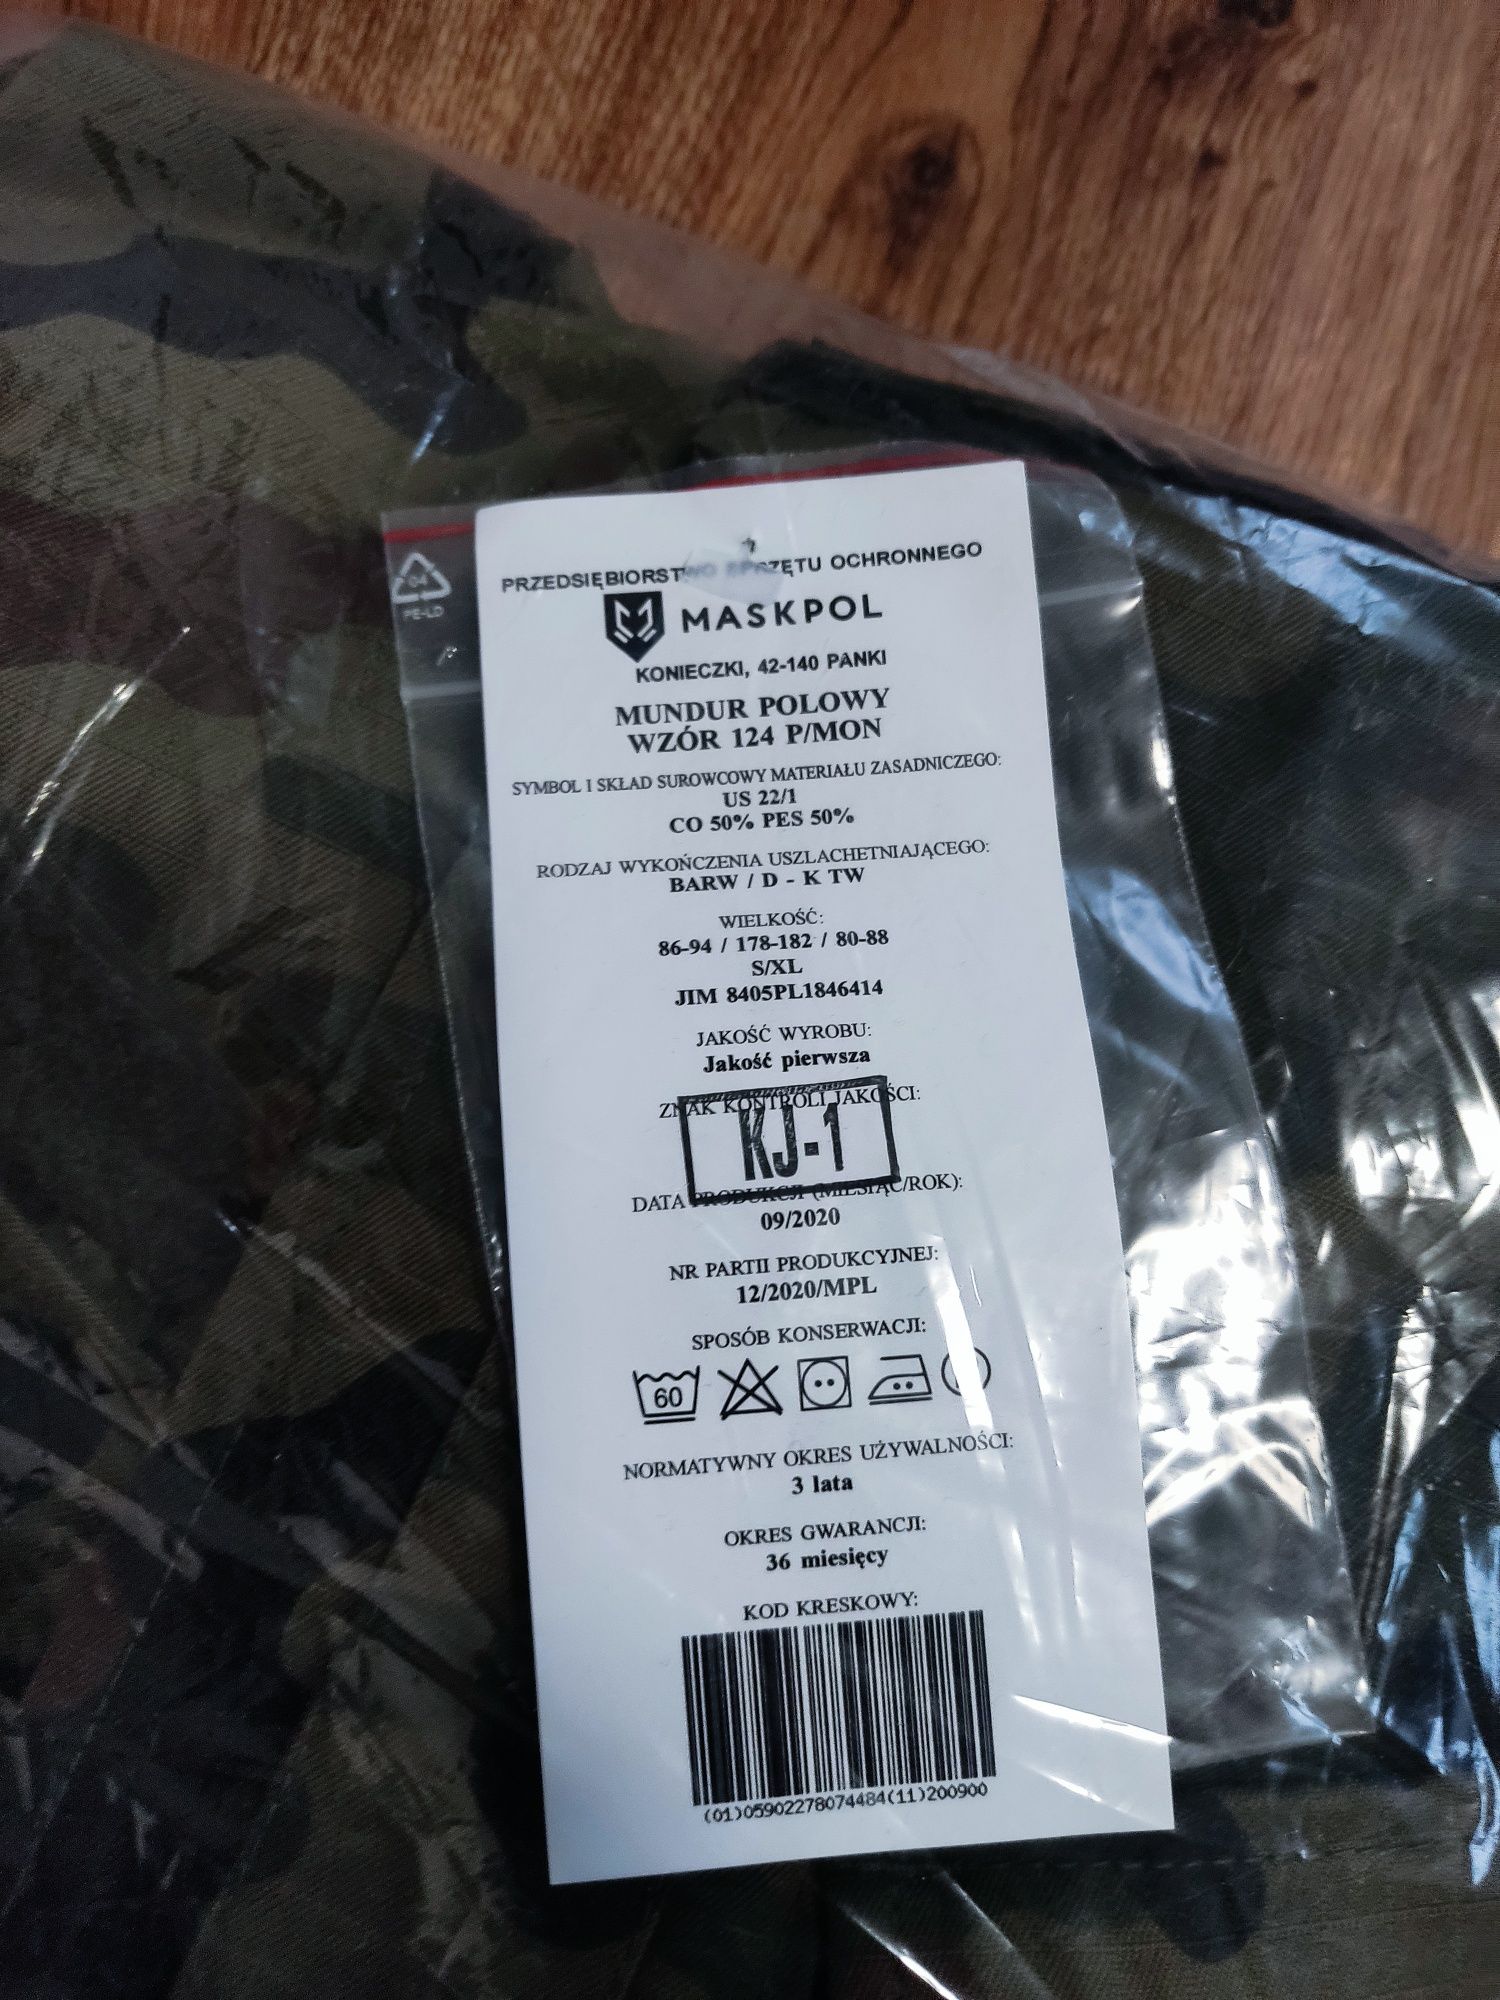 04
PE-LD
PRZEDSIĘBIORSTWO SPRZĘTU OCHRONNEGO
MASKPOL
KONIECZKI, 42-140 PANKI
MUNDUR POLOWY
WZÓR 124 P/MON
SYMBOL I SKŁAD SUROWCOWY MATERIAŁU ZASADNICZEGO:
US 22/1
CO 50% PES 50%
RODZAJ WYKOŃCZENIA USZLACHETNIAJĄCEGO:
BARW / D - K TW
WIELKOŚĆ:
86-94 / 178-182 / 80-88
S/XL
JIM 8405PL1846414
JAKOŚĆ WYROBU:
Jakość pierwsza
ZNAK KONTROLI JAKOŚCI:
KJ-1
DATA PRODUKCJI (MIESIĄC/ROK):
09/2020
NR PARTII PRODUKCYJNEJ:
12/2020/MPL
SPOSÓB KONSERWACJI:
60
NORMATYWNY OKRES UŻYWALNOŚCI:
3 lata
OKRES GWARANCJI:
36 miesięcy
KOD KRESKOWY:
(01)05902278074484(11)200900